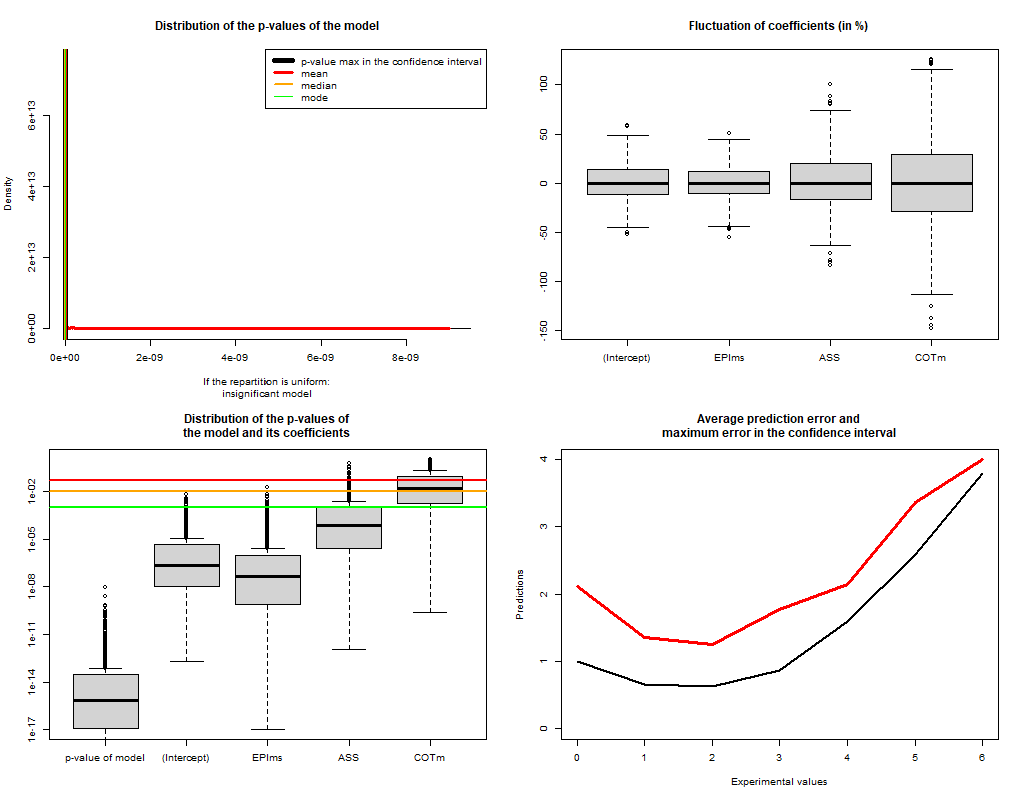 Distribution of the p-values of the model
p-value max in the confidence interval
mean
median
mode
Density
0e+00 2e+13 4e+13 6e+13
0e+00 2e-09 4e-09 6e-09 8e-09
If the repartition is uniform:
insignificant model
Fluctuation of coefficients (in %)
-150 -100 -50 0 50 100
(Intercept) EPIms ASS COTm
Distribution of the p-values of
the model and its coefficients
1e-17 1e-14 1e-11 1e-08 1e-05 1e-02
p-value of model (Intercept) EPIms ASS COTm
Average prediction error and
maximum error in the confidence interval
Predictions
0 1 2 3 4
0 1 2 3 4 5 6
Experimental values